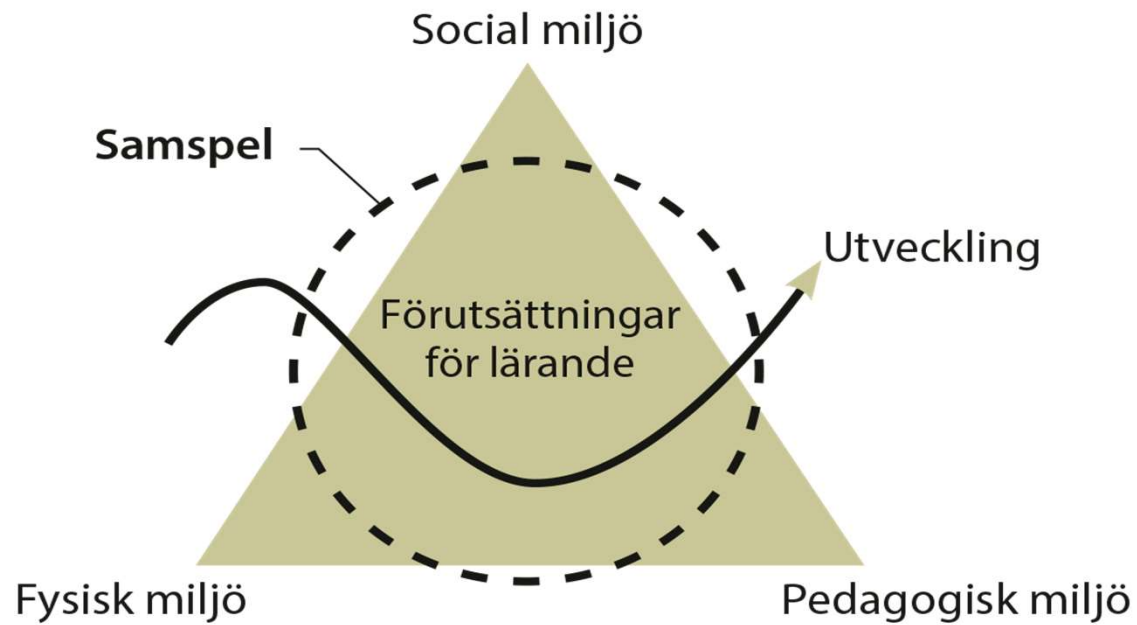 Social miljö
Samspel
Utveckling
Förutsättningar
för lärande
Fysisk miljö
Pedagogisk miljö